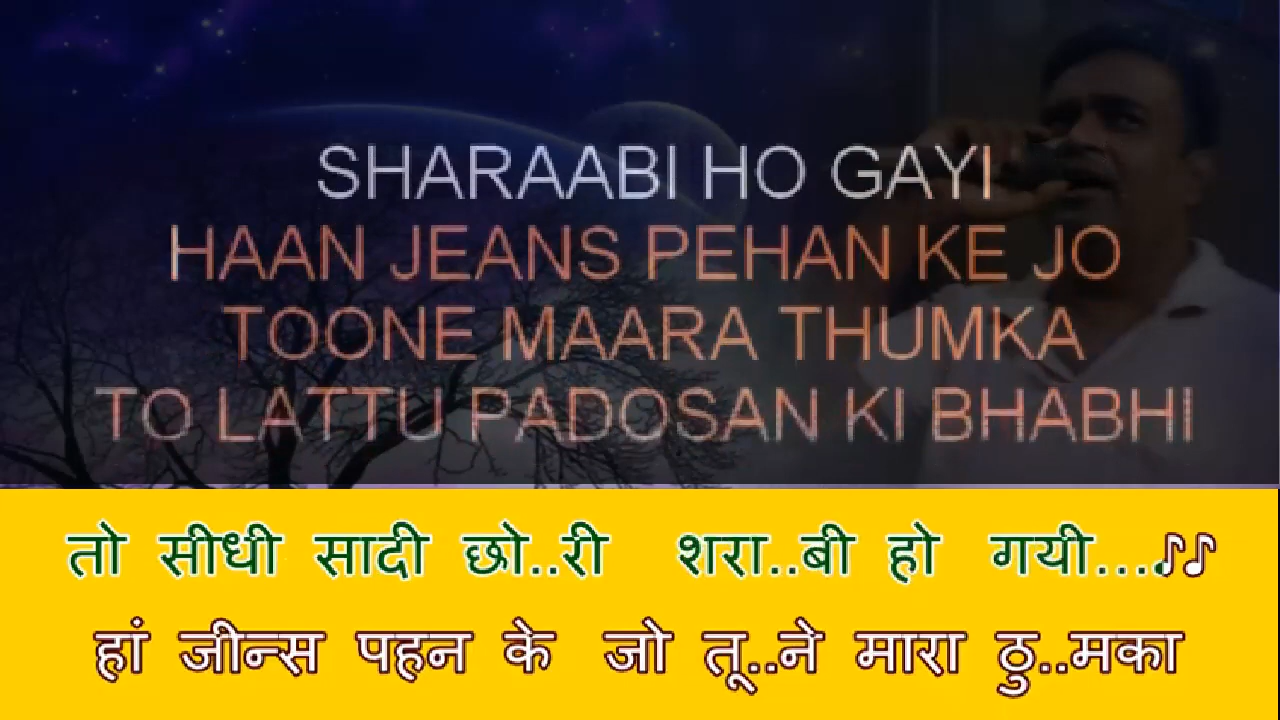 SHARAABI HO GAYI
HAAN JEANS PEHAN KE JO
TOONE MAARA THUMKA
TO LATTU PADOSAN KI BHABHI
तो सीधी सादी छो..री शरा..बी हो गयी...♪♪
हां जीन्स पहन के जो तू..ने मारा ठु..मका